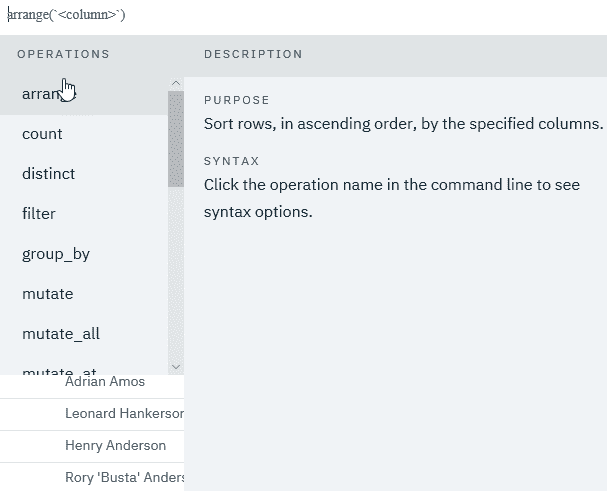 arrange(`<column>`)
OPERATIONS
DESCRIPTION
arrange
count
distinct
filter
group_by
mutate
mutate_all
mutate_at
PURPOSE
Sort rows, in ascending order, by the specified columns.
SYNTAX
Click the operation name in the command line to see
syntax options.
Adrian Amos
Leonard Hankerson
Henry Anderson
Rory 'Busta' Anders